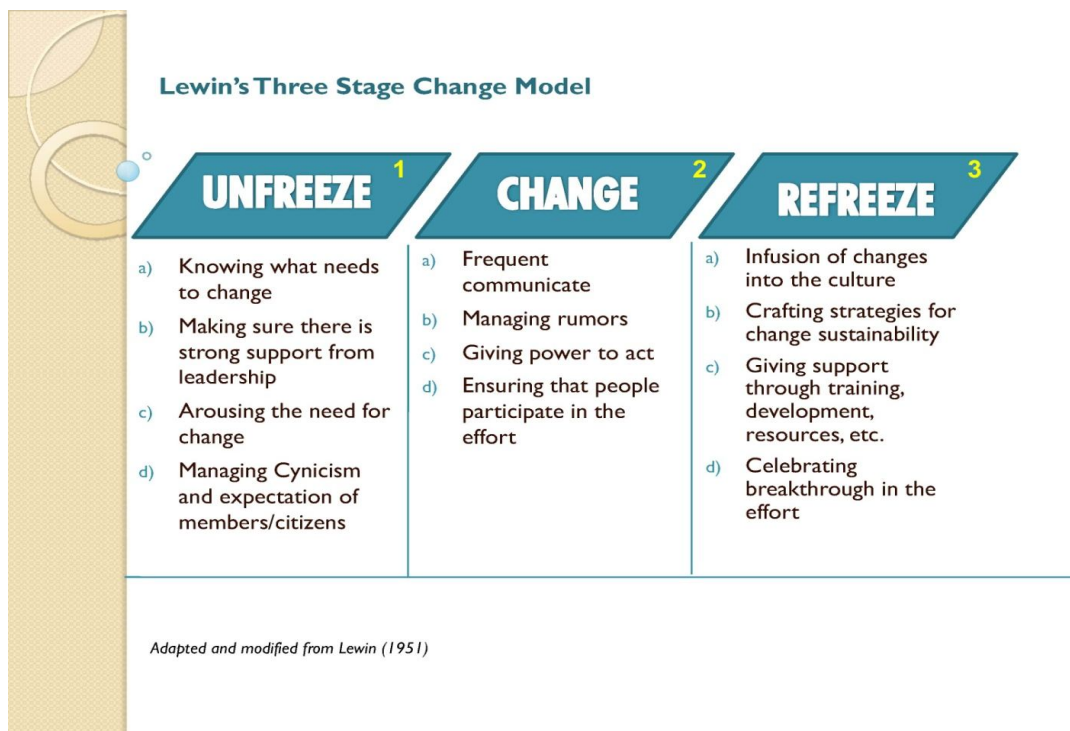 Lewin's Three Stage Change Model
UNFREEZE 1
a) Knowing what needs
to change
b) Making sure there is
strong support from
leadership
c) Arousing the need for
change
d) Managing Cynicism
and expectation of
members/citizens
CHANGE 2
a) Frequent
communicate
b) Managing rumors
c) Giving power to act
d) Ensuring that people
participate in the
effort
REFREEZE 3
a) Infusion of changes
into the culture
b) Crafting strategies for
change sustainability
c) Giving support
through training,
development,
resources, etc.
d) Celebrating
breakthrough in the
effort
Adapted and modified from Lewin (1951)